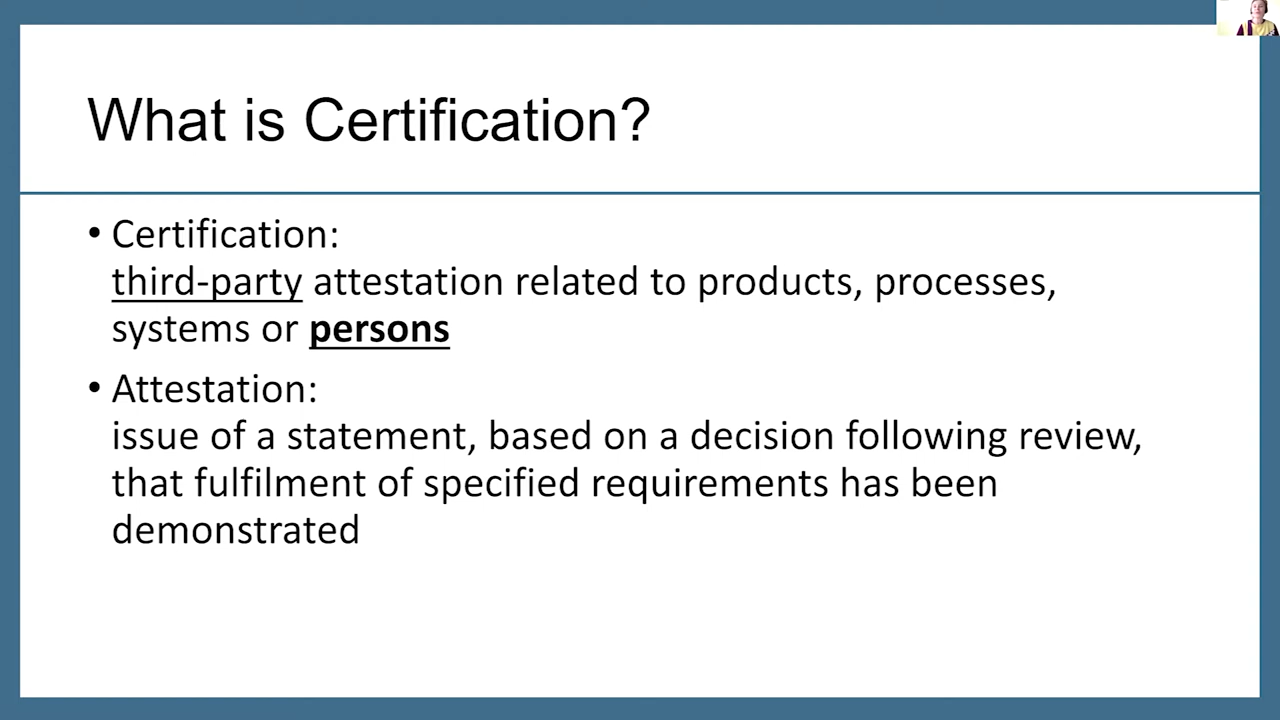 What is Certification?
• Certification:
third-party attestation related to products, processes,
systems or persons
• Attestation:
issue of a statement, based on a decision following review,
that fulfilment of specified requirements has been
demonstrated